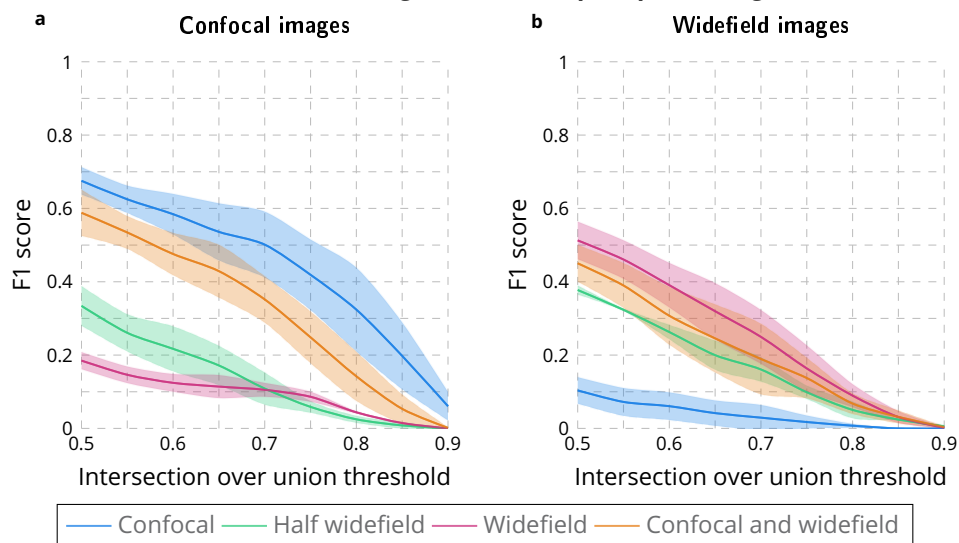 a
Confocal images
1
0.8
0.6
0.4
0.2
0
F1 score
0.5 0.6 0.7 0.8 0.9
Intersection over union threshold
b
Widefield images
1
0.8
0.6
0.4
0.2
0
F1 score
0.5 0.6 0.7 0.8 0.9
Intersection over union threshold
Confocal Half widefield Widefield Confocal and widefield